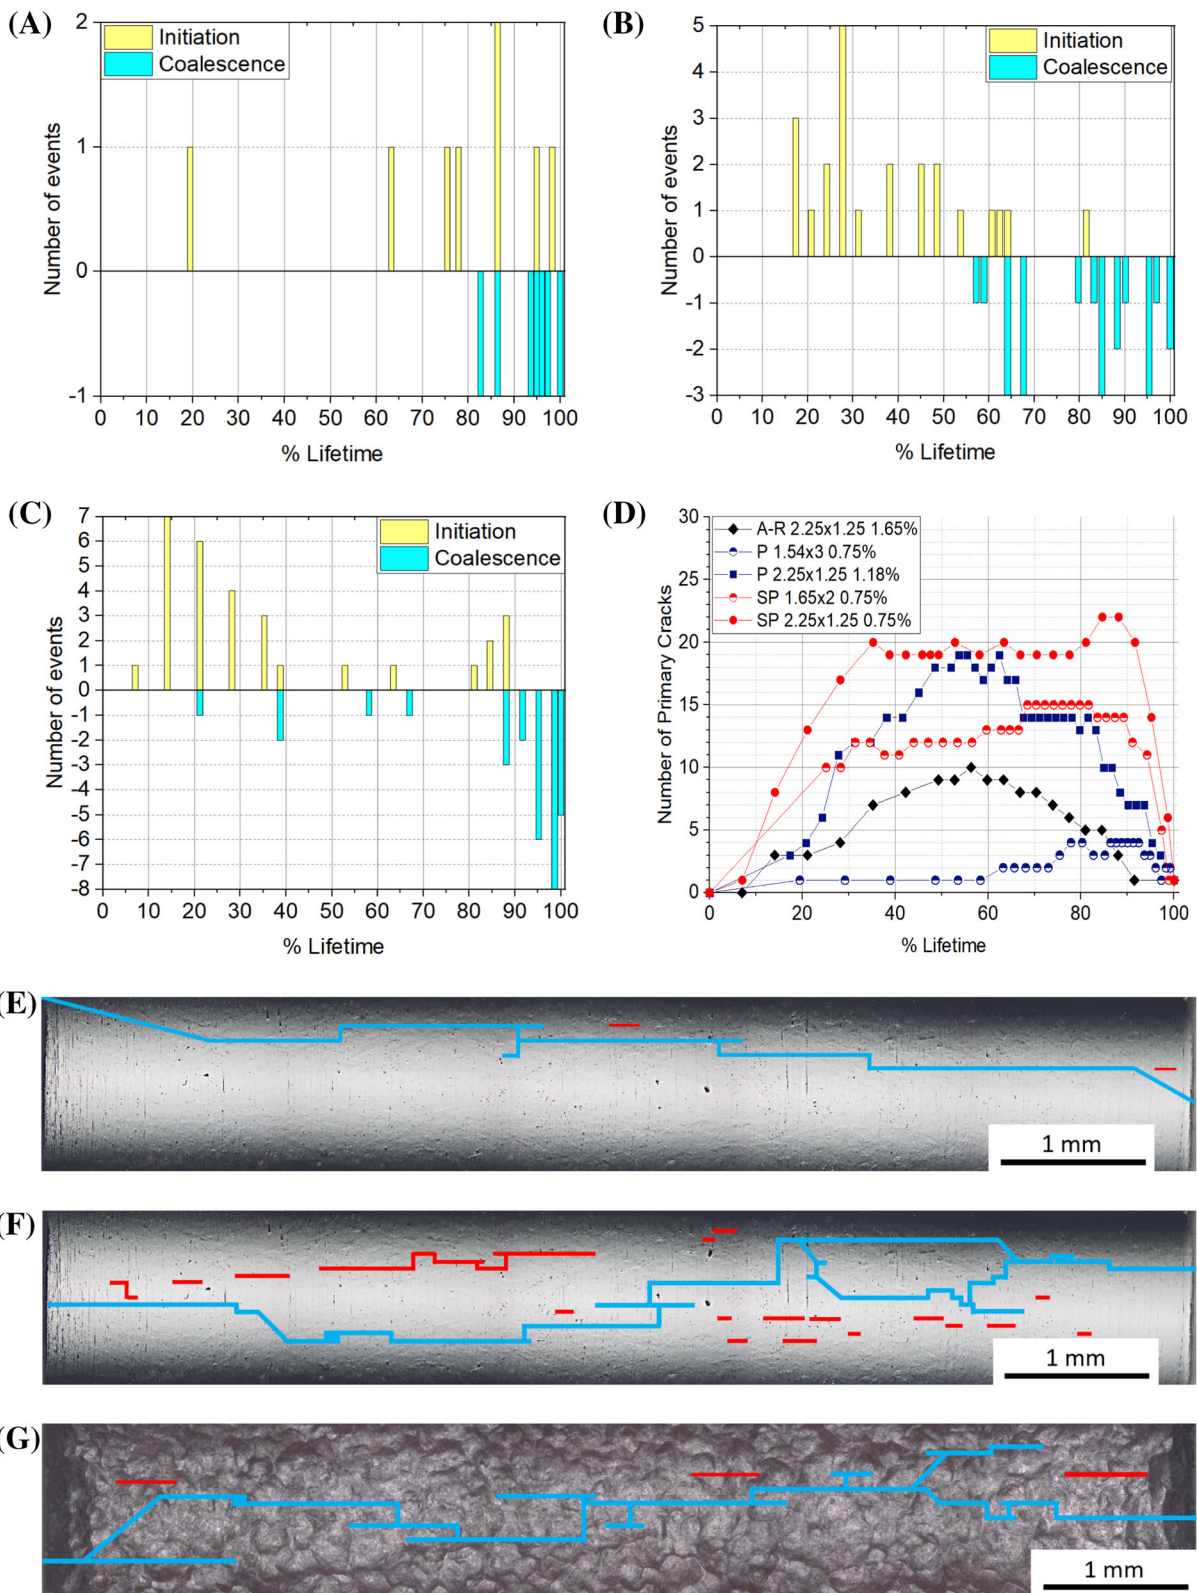 (A)
2
1
0
-1
Number of events
Initiation
Coalescence
0 10 20 30 40 50 60 70 80 90 100
% Lifetime
(B)
5
4
3
2
1
0
-1
-2
-3
Number of events
Initiation
Coalescence
0 10 20 30 40 50 60 70 80 90 100
% Lifetime
(C)
7
6
5
4
3
2
1
0
-1
-2
-3
-4
-5
-6
-7
-8
Number of events
Initiation
Coalescence
0 10 20 30 40 50 60 70 80 90 100
% Lifetime
(D)
30
25
20
15
10
5
0
Number of Primary Cracks
A-R 2.25x1.25 1.65%
P 1.54x3 0.75%
P 2.25x1.25 1.18%
SP 1.65x2 0.75%
SP 2.25x1.25 0.75%
0 20 40 60 80 100
% Lifetime
(E)
1 mm
(F)
1 mm
(G)
1 mm